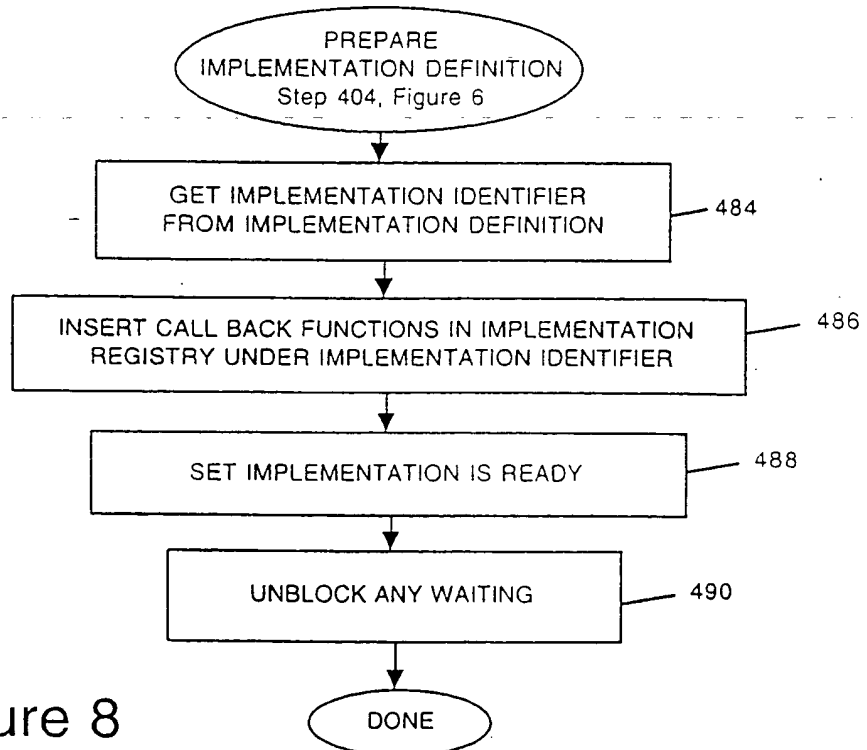 PREPARE
IMPLEMENTATION DEFINITION
Step 404, Figure 6
GET IMPLEMENTATION IDENTIFIER
FROM IMPLEMENTATION DEFINITION
484
INSERT CALL BACK FUNCTIONS IN IMPLEMENTATION
REGISTRY UNDER IMPLEMENTATION IDENTIFIER
486
SET IMPLEMENTATION IS READY
488
UNBLOCK ANY WAITING
490
DONE
ure 8